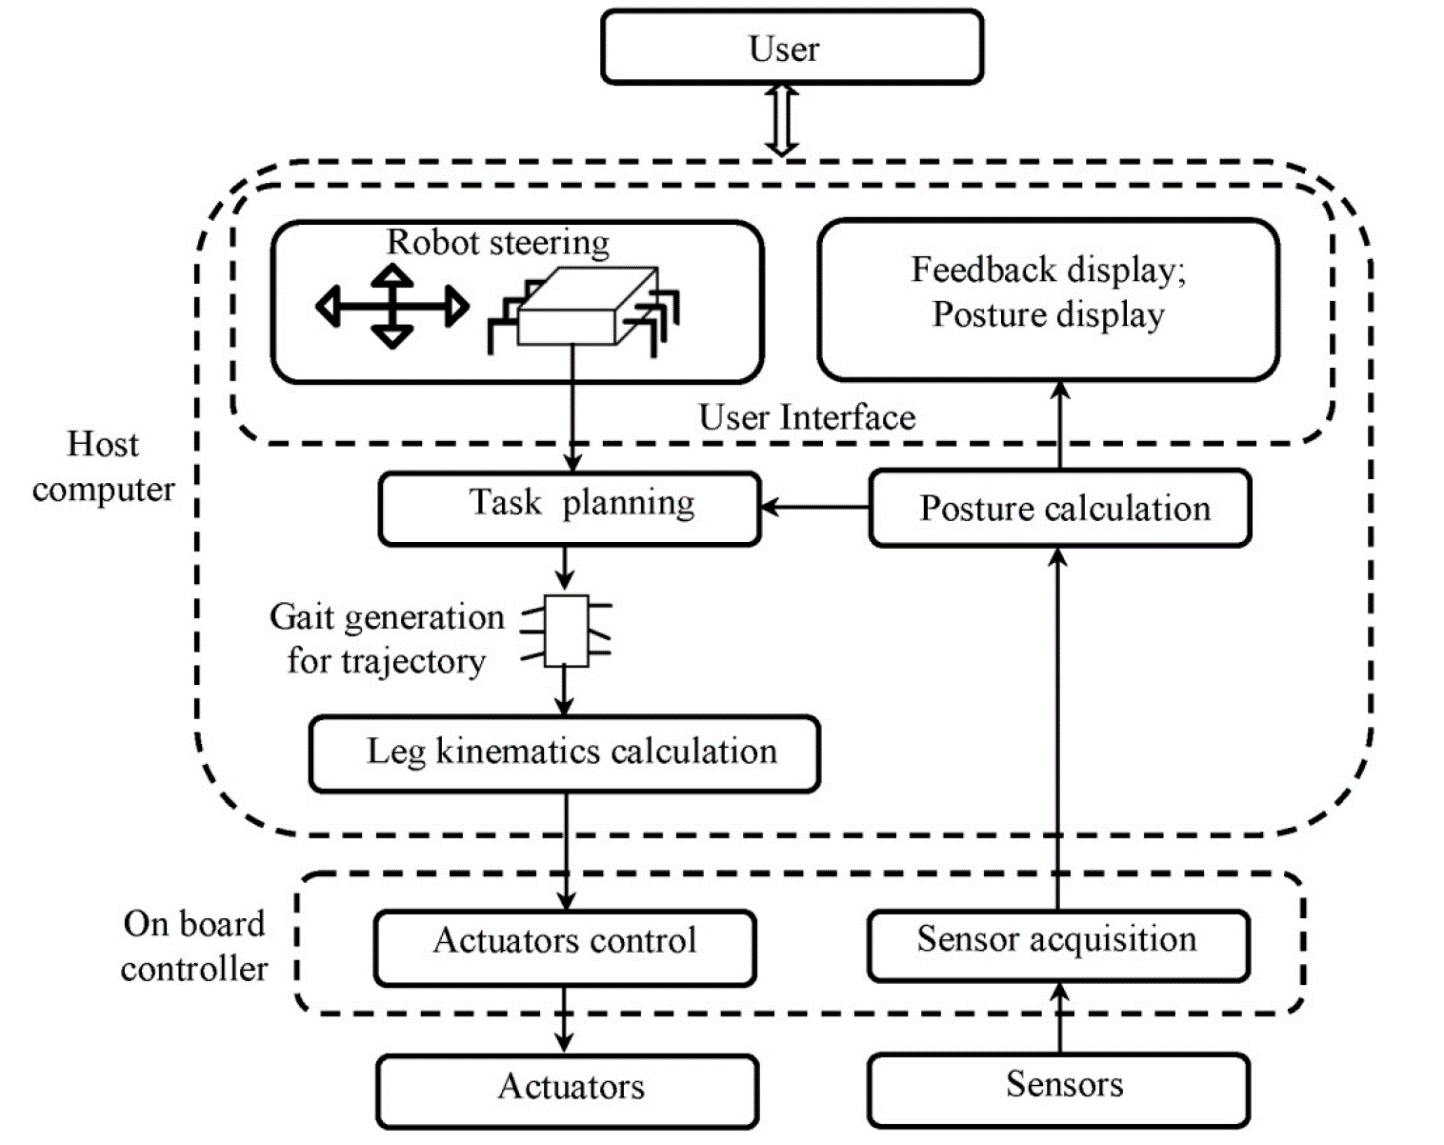 User
Robot steering
Feedback display;
Posture display
User Interface
Host
computer
Task planning
Posture calculation
Gait generation
for trajectory
Leg kinematics calculation
On board
controller
Actuators control
Sensor acquisition
Actuators
Sensors